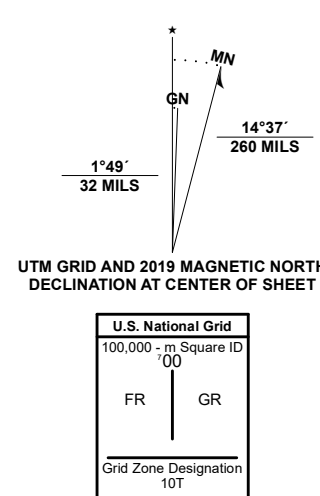 ★
MN
GN
14°37´
260 MILS
1°49´
32 MILS
UTM GRID AND 2019 MAGNETIC NORTH
DECLINATION AT CENTER OF SHEET
U.S. National Grid
100,000 - m Square ID
⁷00
FR GR
Grid Zone Designation
10T